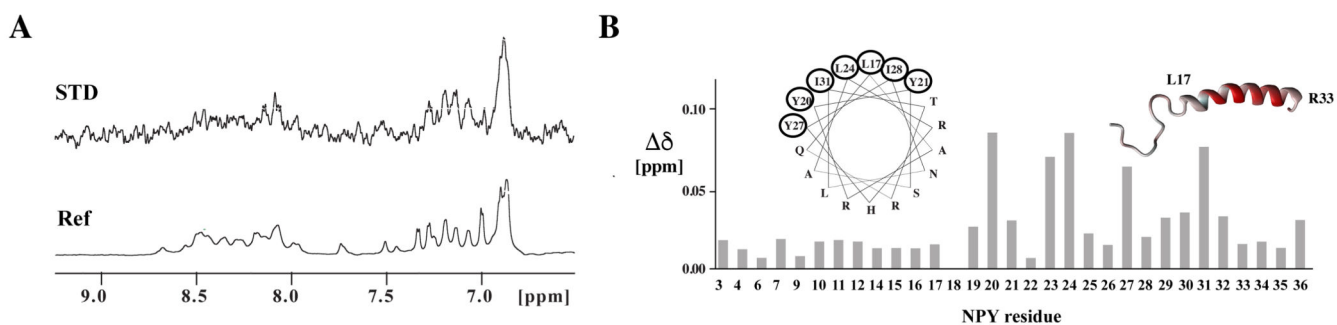 A
STD
Ref
9.0 8.5 8.0 7.5 7.0 [ppm]
B
0.10
Δδ
[ppm]
0.05
0.00
Y27
Y20
I31
L24
L17
I28
Y21
T
R
A
N
S
R
H
R
L
A
Q
L17
R33
3 4 6 7 9 10 11 12 14 15 16 17 18 19 20 21 22 23 24 25 26 27 28 29 30 31 32 33 34 35 36
NPY residue